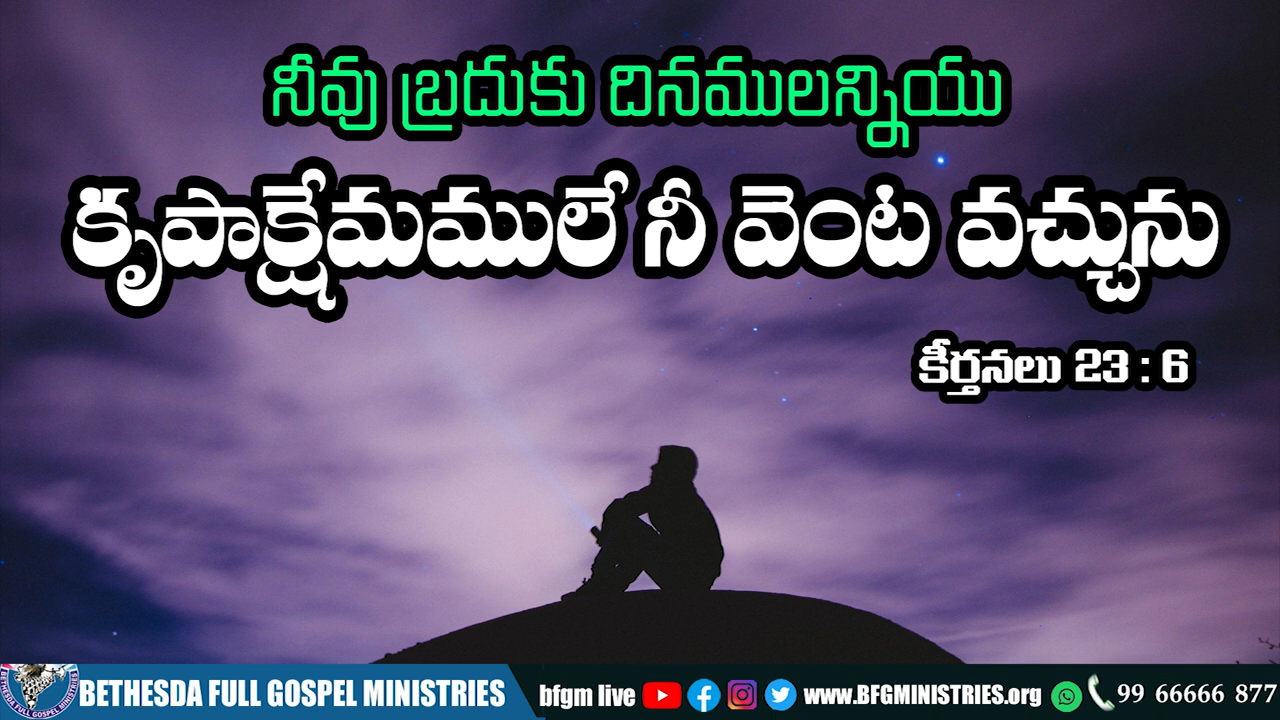 నీవు బ్రదుకు దినములన్నియు
కృపాక్షేమములే నీ వెంట వచ్చును
కీర్తనలు 23 : 6
BETHESDA FULL GOSPEL MINISTRIES bfgm live www.BFGMINISTRIES.org 99 66666 877